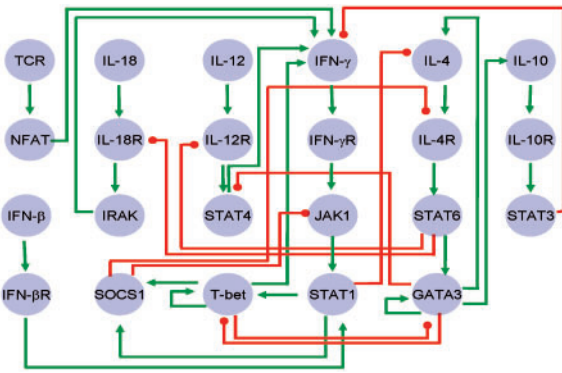 TCR IL-18 IL-12 IFN-γ IL-4 IL-10
NFAT IL-18R IL-12R IFN-γR IL-4R IL-10R
IFN-β IRAK STAT4 JAK1 STAT6 STAT3
IFN-βR SOCS1 T-bet STAT1 GATA3